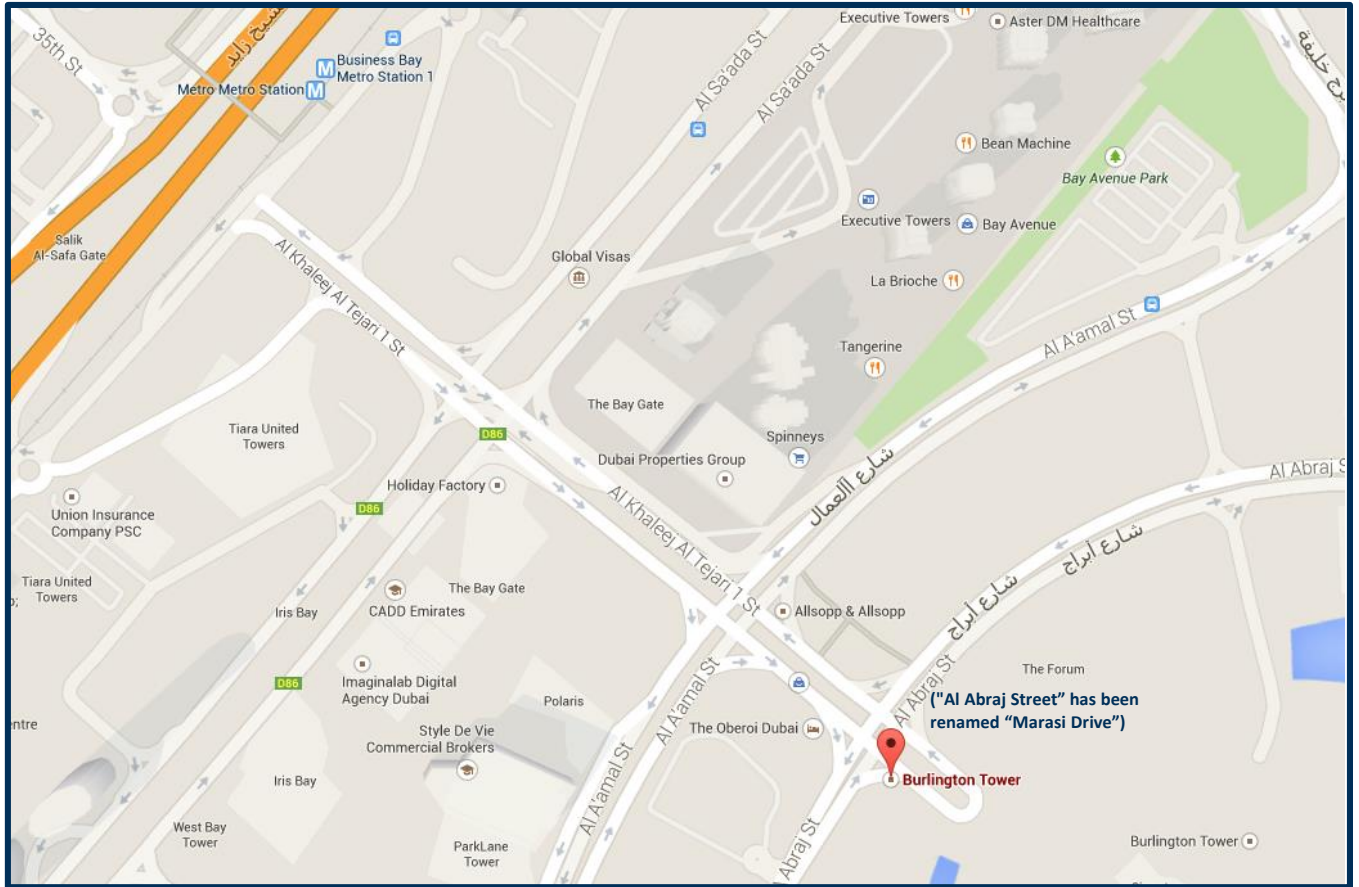 35th St
شيخ زايد
Business Bay
Metro Station 1
Metro Metro Station
M
M
Al Sa'ada St
Al Sa'ada St
Executive Towers
Aster DM Healthcare
برج خليفة
Bean Machine
Bay Avenue Park
Executive Towers
Bay Avenue
La Brioche
Salik
Al-Safa Gate
Al Khaleej Al Tejari 1 St
Global Visas
Al A'amal St
Tangerine
The Bay Gate
Spinneys
Dubai Properties Group
شارع األعمال
Tiara United
Towers
D86
Holiday Factory
Union Insurance
Company PSC
D86
Al Khaleej Al Tejari 1 St
Al Abraj S
شارع أبراج
شارع أبراج
Tiara United
Towers
Iris Bay
CADD Emirates
The Bay Gate
Allsopp & Allsopp
Imaginalab Digital
Agency Dubai
D86
Polaris
Al A'amal St
Al Abraj St
The Forum
("Al Abraj Street” has been
renamed “Marasi Drive”)
entre
Style De Vie
Commercial Brokers
The Oberoi Dubai
Burlington Tower
Iris Bay
Al A'amal St
West Bay
Tower
ParkLane
Tower
Abraj St
Burlington Tower